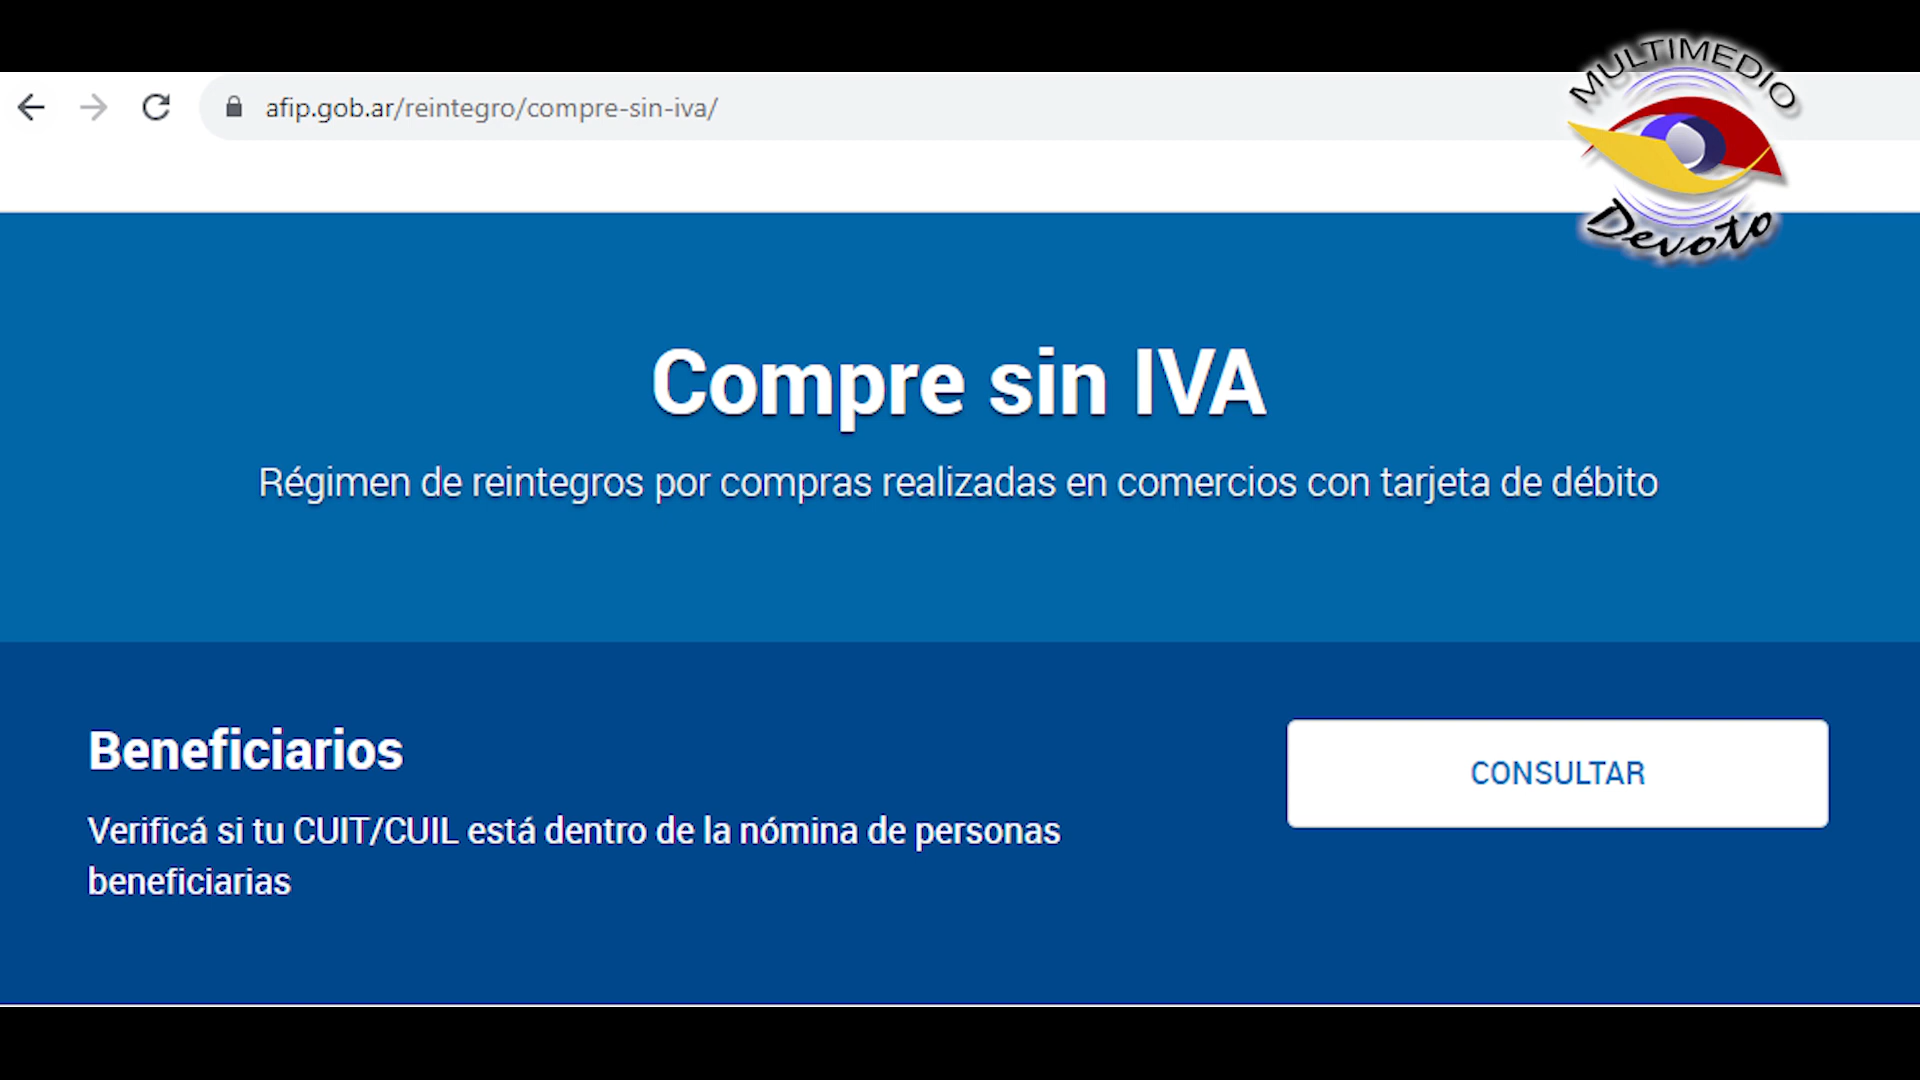 MULTIMEDIO
Devoto
afip.gob.ar/reintegro/compre-sin-iva/
Compre sin IVA
Régimen de reintegros por compras realizadas en comercios con tarjeta de débito
Beneficiarios
Verificá si tu CUIT/CUIL está dentro de la nómina de personas
beneficiarias
CONSULTAR